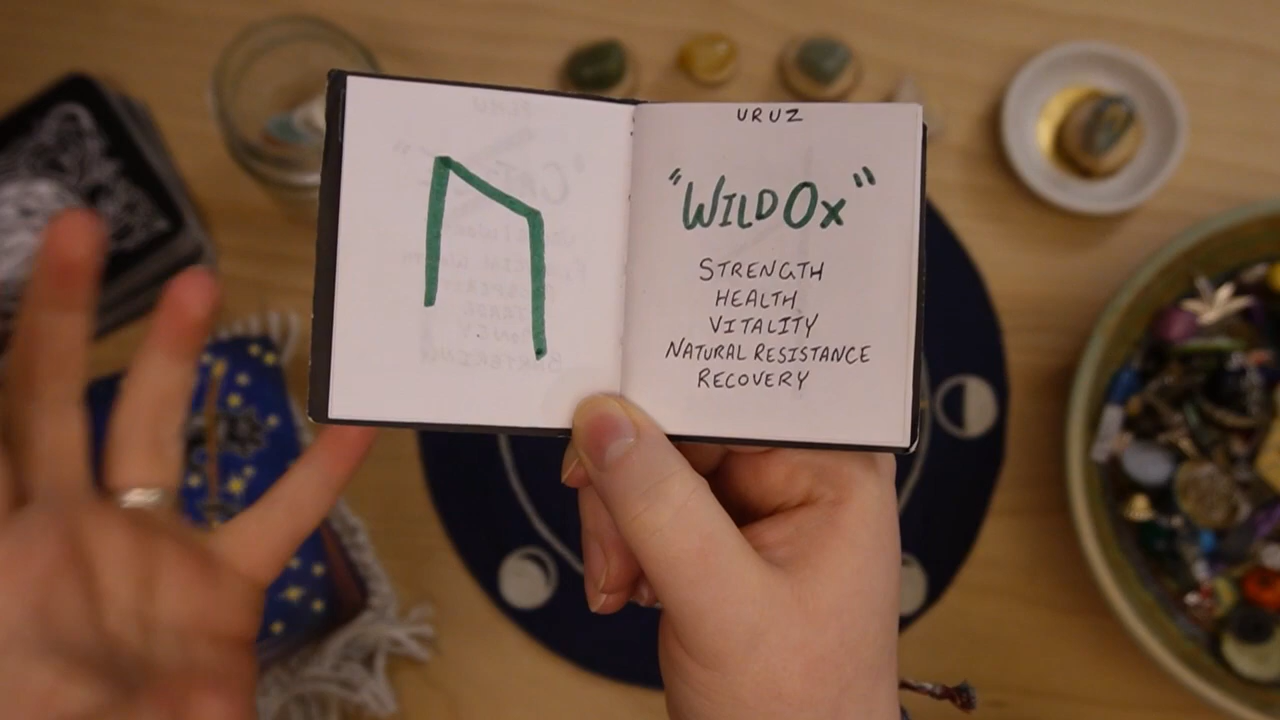 ᚢ
URUZ
"WILD OX"
STRENGTH
HEALTH
VITALITY
NATURAL RESISTANCE
RECOVERY